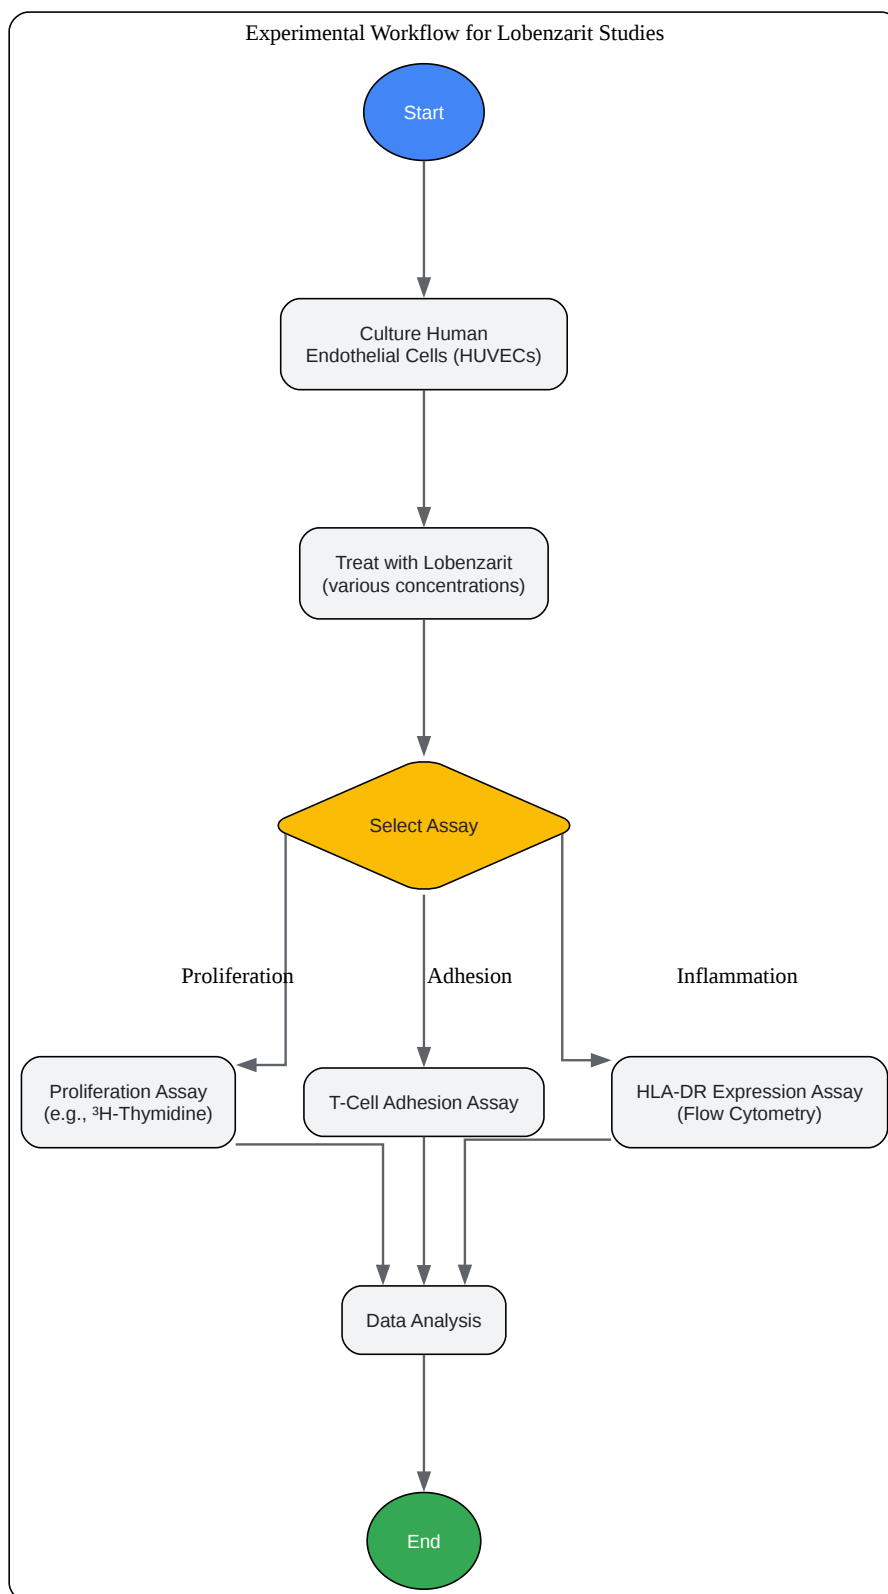 Experimental Workflow for Lobenzarit Studies
Start
Culture Human
Endothelial Cells (HUVECs)
Treat with Lobenzarit
(various concentrations)
Select Assay
Proliferation
Adhesion
Inflammation
Proliferation Assay
(e.g., ³H-Thymidine)
T-Cell Adhesion Assay
HLA-DR Expression Assay
(Flow Cytometry)
Data Analysis
End